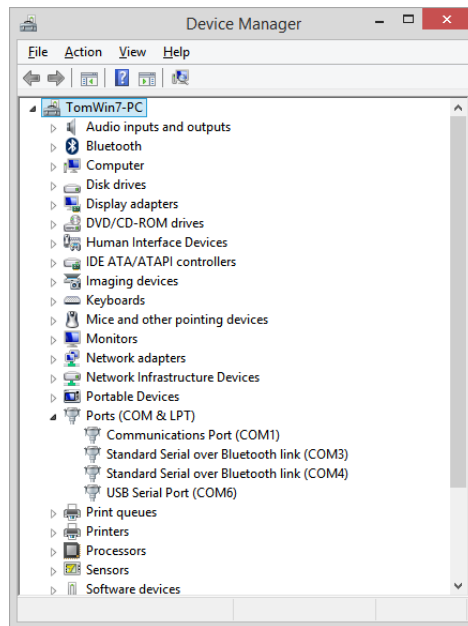 Device Manager
File Action View Help
TomWin7-PC
Audio inputs and outputs
Bluetooth
Computer
Disk drives
Display adapters
DVD/CD-ROM drives
Human Interface Devices
IDE ATA/ATAPI controllers
Imaging devices
Keyboards
Mice and other pointing devices
Monitors
Network adapters
Network Infrastructure Devices
Portable Devices
Ports (COM & LPT)
Communications Port (COM1)
Standard Serial over Bluetooth link (COM3)
Standard Serial over Bluetooth link (COM4)
USB Serial Port (COM6)
Print queues
Printers
Processors
Sensors
Software devices